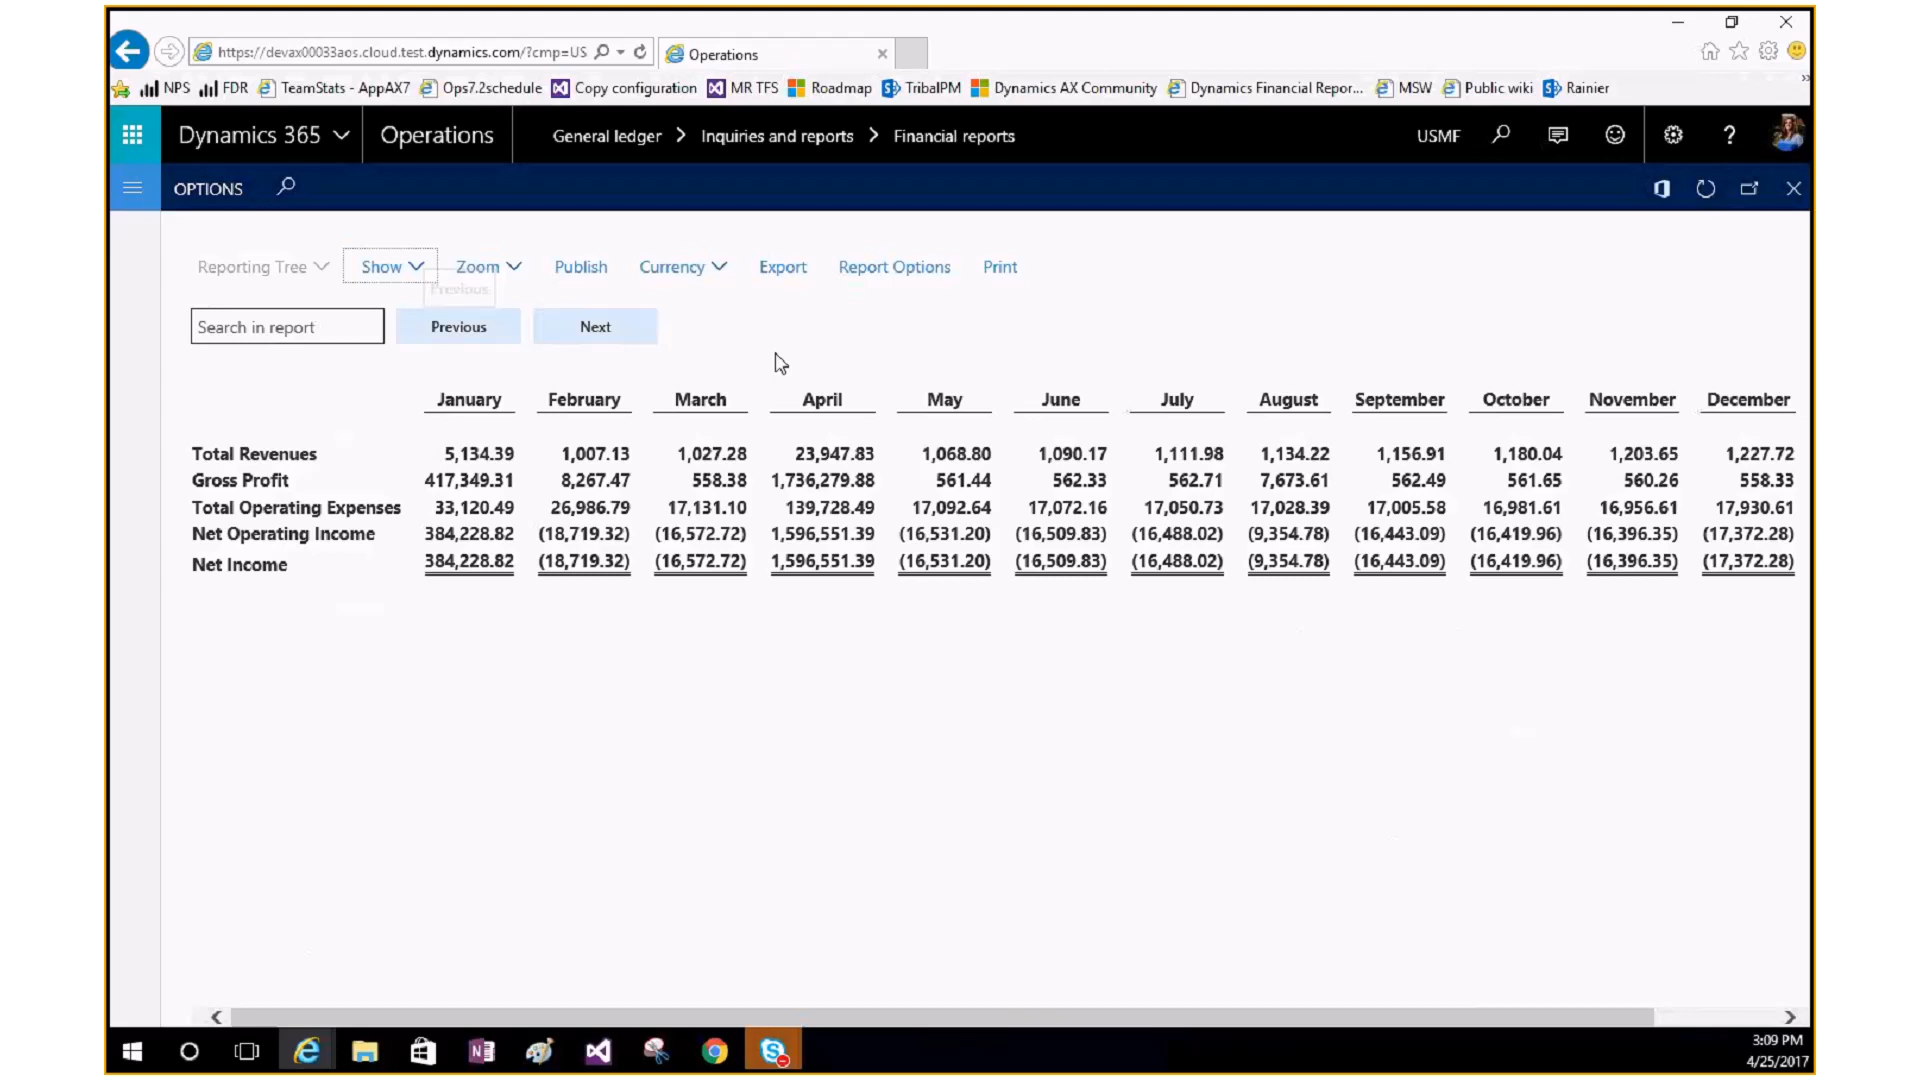 https://devax00033aos.cloud.test.dynamics.com/?cmp=US
Operations
NPS FDR TeamStats - AppAX7 Ops7.2schedule Copy configuration MR TFS Roadmap TribalPM Dynamics AX Community Dynamics Financial Repor... MSW Public wiki Rainier
Dynamics 365 Operations General ledger > Inquiries and reports > Financial reports USMF ?
OPTIONS
Reporting Tree Show Zoom Publish Currency Export Report Options Print
Previous
Search in report Previous Next
January February March April May June July August September October November December
Total Revenues 5,134.39 1,007.13 1,027.28 23,947.83 1,068.80 1,090.17 1,111.98 1,134.22 1,156.91 1,180.04 1,203.65 1,227.72
Gross Profit 417,349.31 8,267.47 558.38 1,736,279.88 561.44 562.33 562.71 7,673.61 562.49 561.65 560.26 558.33
Total Operating Expenses 33,120.49 26,986.79 17,131.10 139,728.49 17,092.64 17,072.16 17,050.73 17,028.39 17,005.58 16,981.61 16,956.61 17,930.61
Net Operating Income 384,228.82 (18,719.32) (16,572.72) 1,596,551.39 (16,531.20) (16,509.83) (16,488.02) (9,354.78) (16,443.09) (16,419.96) (16,396.35) (17,372.28)
Net Income 384,228.82 (18,719.32) (16,572.72) 1,596,551.39 (16,531.20) (16,509.83) (16,488.02) (9,354.78) (16,443.09) (16,419.96) (16,396.35) (17,372.28)
3:09 PM
4/25/2017